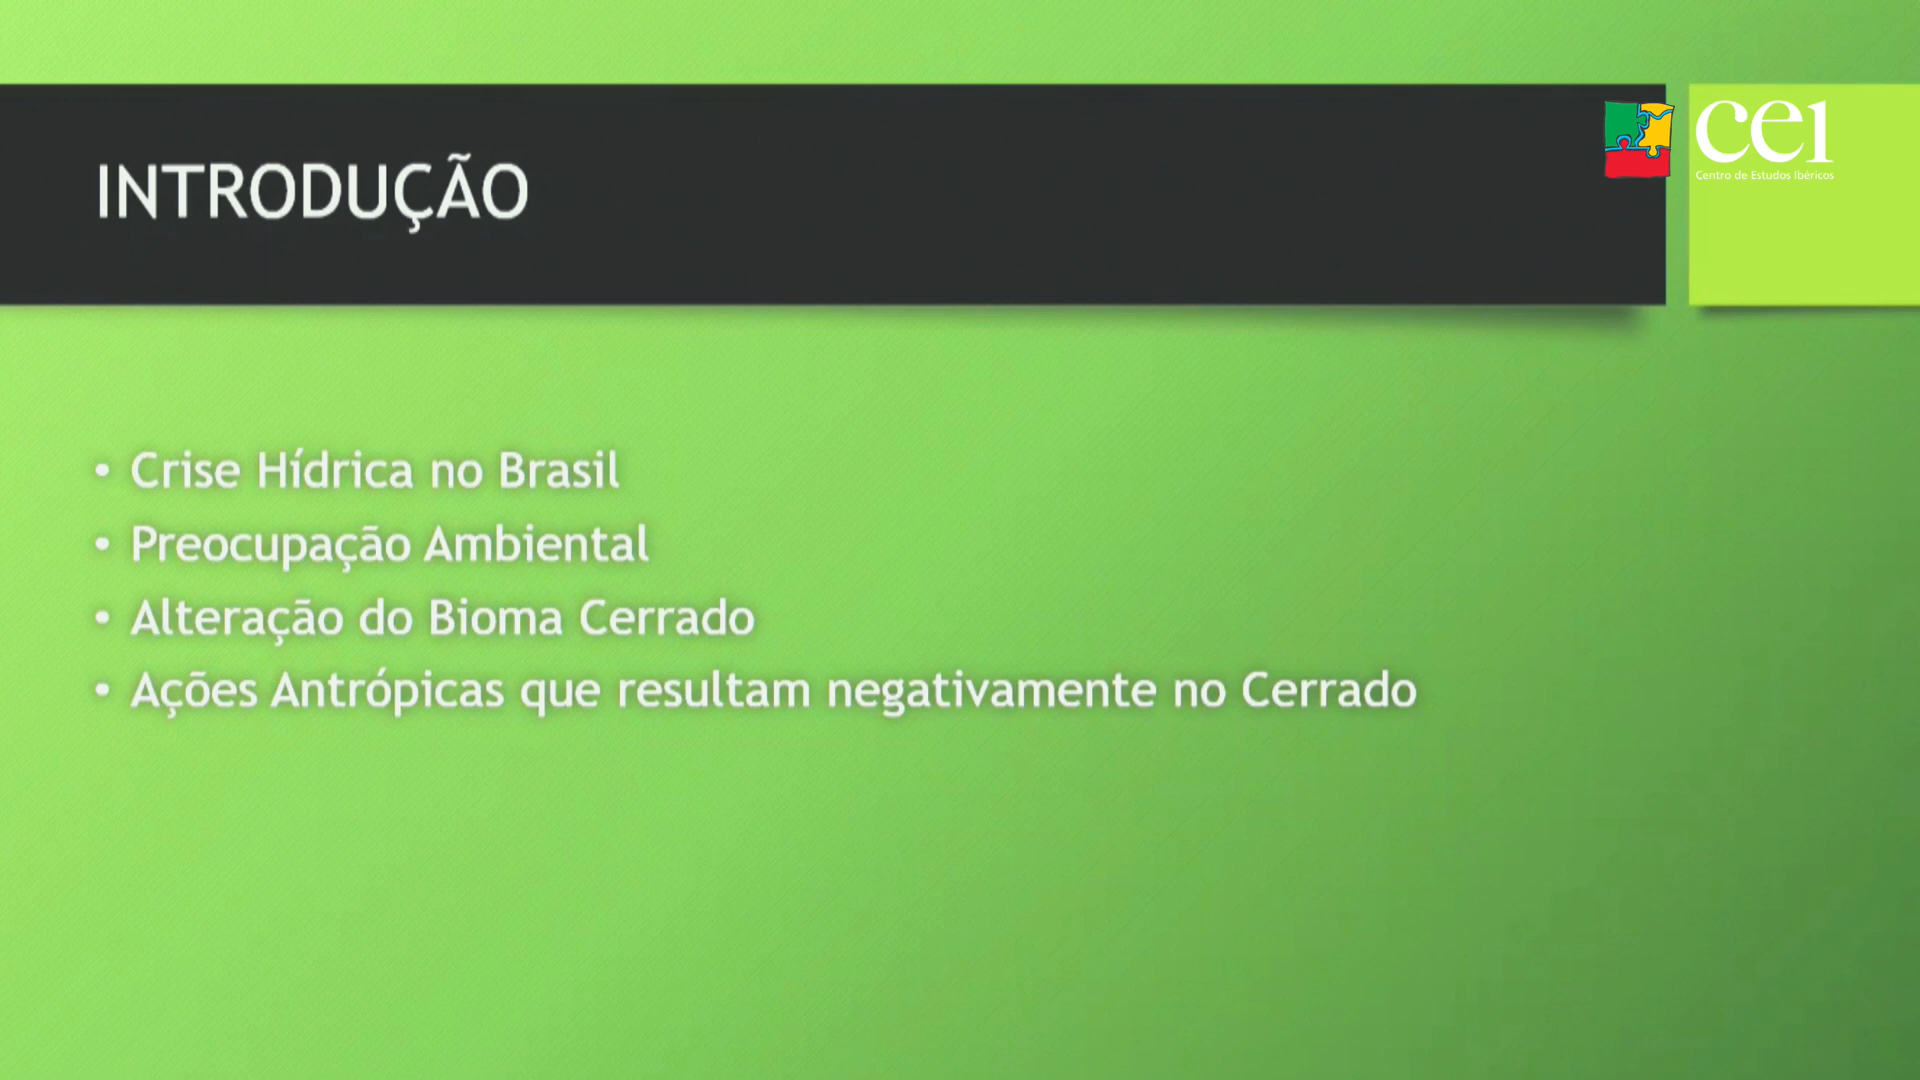 cei
Centro de Estudos Ibéricos
INTRODUÇÃO
• Crise Hídrica no Brasil
• Preocupação Ambiental
• Alteração do Bioma Cerrado
• Ações Antrópicas que resultam negativamente no Cerrado